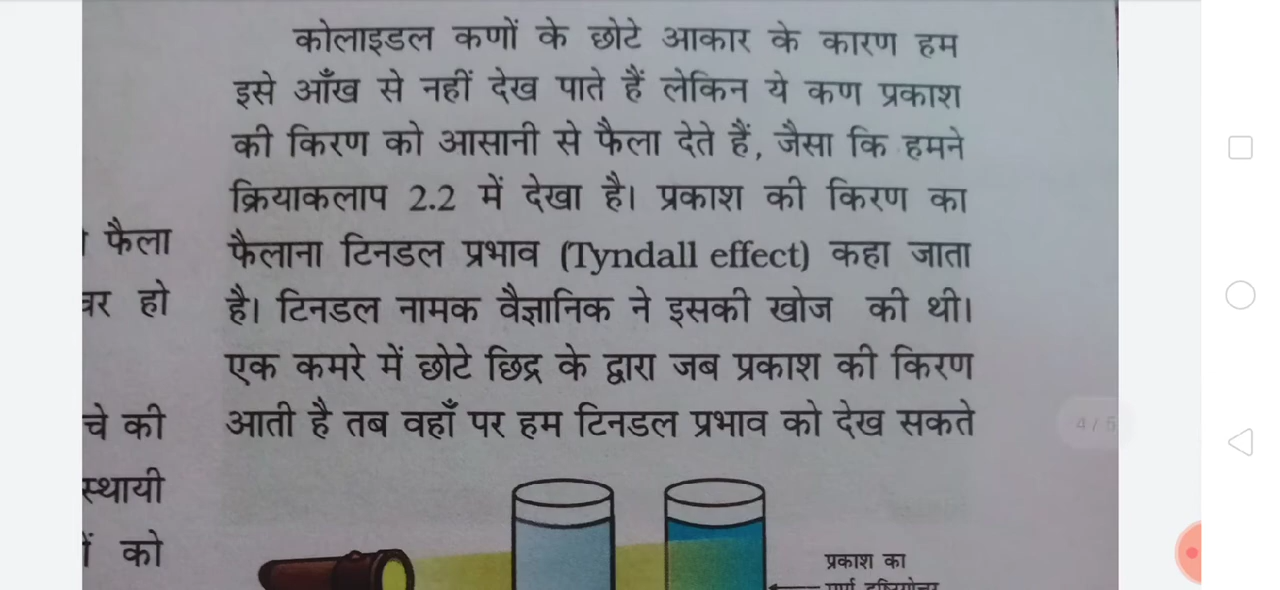 कोलाइडल कणों के छोटे आकार के कारण हम
इसे आँख से नहीं देख पाते हैं लेकिन ये कण प्रकाश
की किरण को आसानी से फैला देते हैं, जैसा कि हमने
क्रियाकलाप 2.2 में देखा है। प्रकाश की किरण का
फैलाना टिनडल प्रभाव (Tyndall effect) कहा जाता
है। टिनडल नामक वैज्ञानिक ने इसकी खोज की थी।
एक कमरे में छोटे छिद्र के द्वारा जब प्रकाश की किरण
आती है तब वहाँ पर हम टिनडल प्रभाव को देख सकते
फैला
हो
की
स्थायी
को
4/5
प्रकाश का